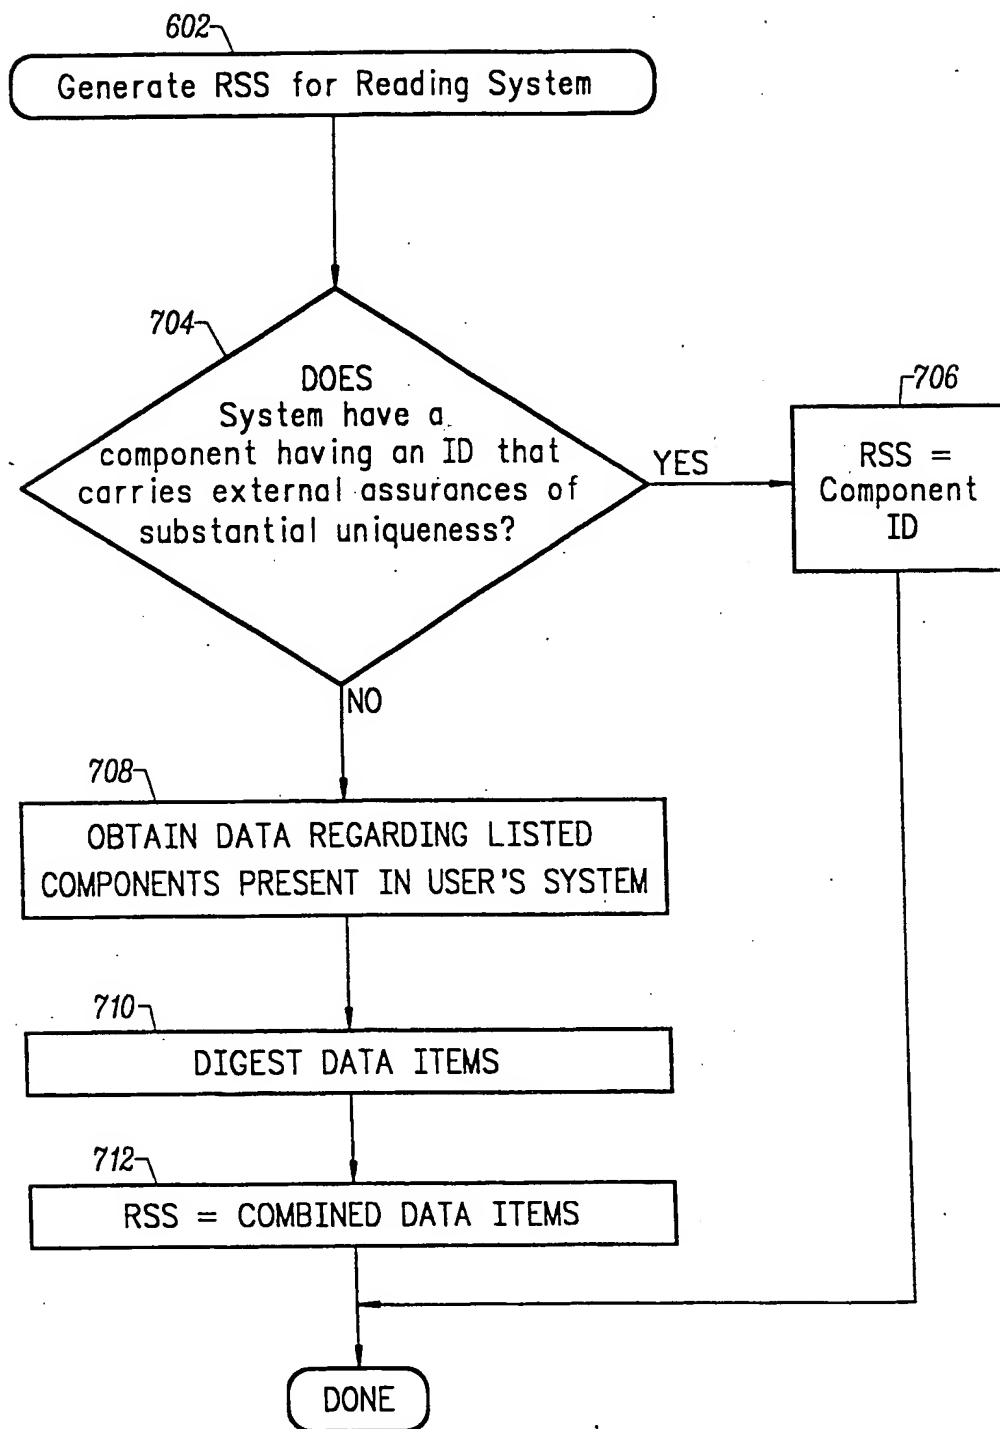 602
Generate RSS for Reading System
704
DOES
System have a
component having an ID that
carries external assurances of
substantial uniqueness?
YES
706
RSS =
Component
ID
NO
708
OBTAIN DATA REGARDING LISTED
COMPONENTS PRESENT IN USER'S SYSTEM
710
DIGEST DATA ITEMS
712
RSS = COMBINED DATA ITEMS
DONE